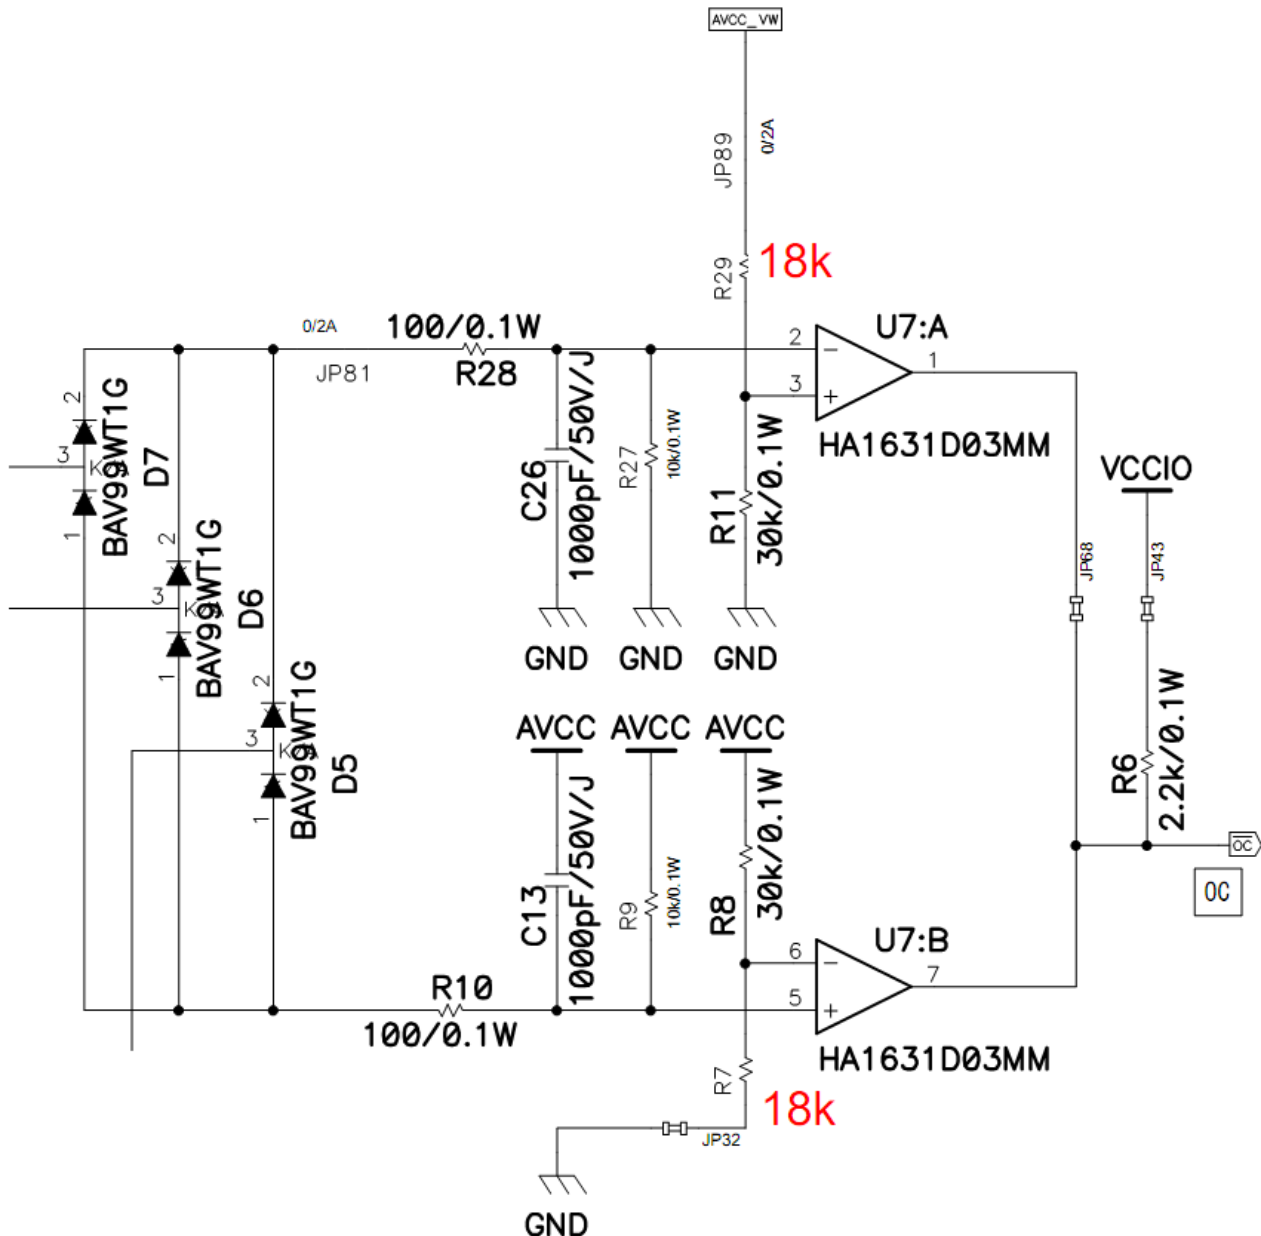 AVCC_VW
JP89
0/2A
R29
18k
0/2A
JP81
100/0.1W
R28
2
3
U7:A
1
HA1631D03MM
2
3
1
BAV99WT1G
D7
C26
1000pF/50V/J
R27
10k/0.1W
R11
30k/0.1W
VCCIO
JP68
JP43
2
3
1
BAV99WT1G
D6
GND
GND
GND
2
3
1
BAV99WT1G
D5
AVCC
AVCC
AVCC
R6
2.2k/0.1W
OC
OC
C13
1000pF/50V/J
R9
10k/0.1W
R8
30k/0.1W
R10
100/0.1W
6
5
U7:B
7
HA1631D03MM
R7
18k
JP32
GND